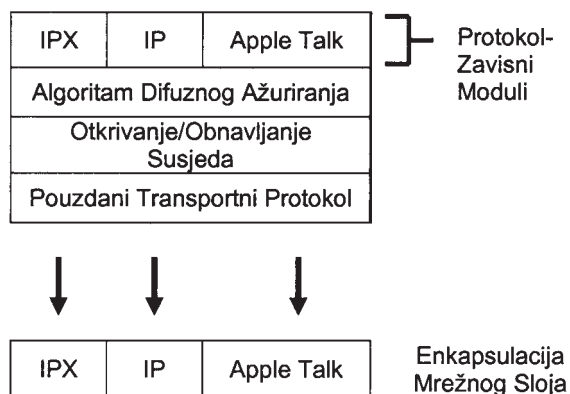 IPX IP Apple Talk
Protokol-
Zavisni
Moduli
Algoritam Difuznog Ažuriranja
Otkrivanje/Obnavljanje
Susjeda
Pouzdani Transportni Protokol
IPX IP Apple Talk
Enkapsulacija
Mrežnog Sloja